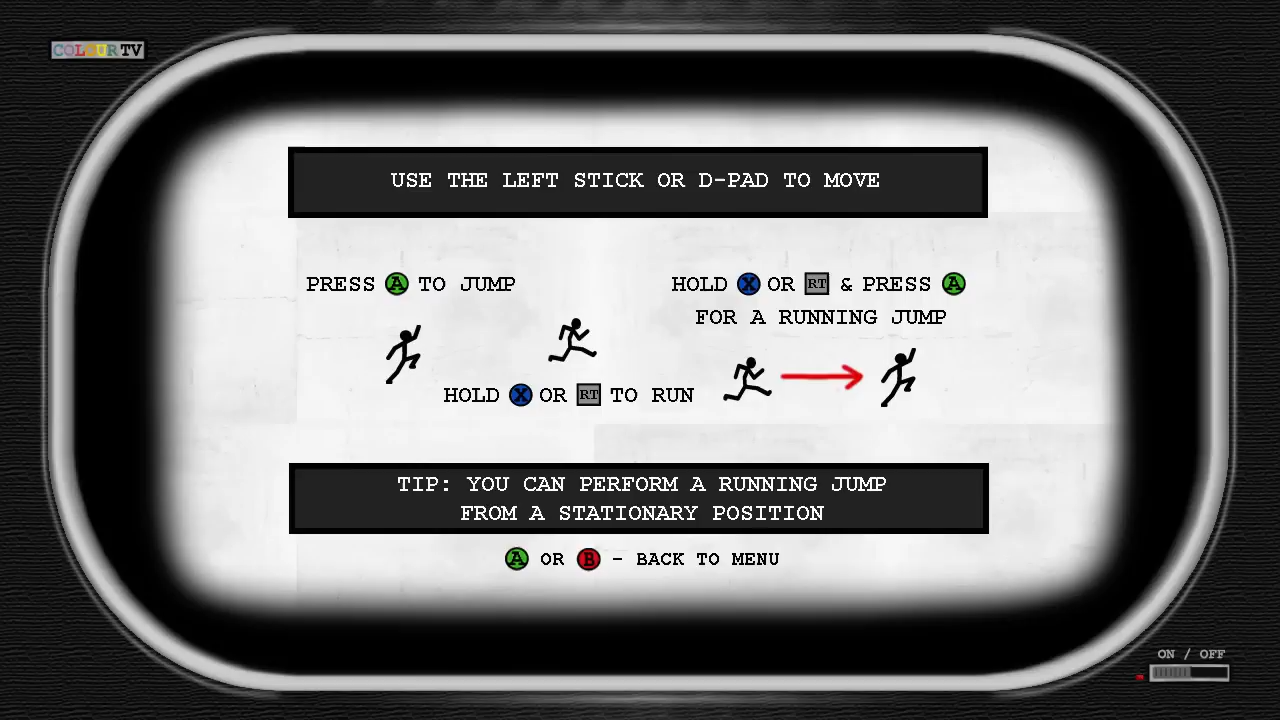 COLOUR TV
USE THE LEFT STICK OR D-PAD TO MOVE
PRESS A TO JUMP
HOLD X OR RT & PRESS A
FOR A RUNNING JUMP
HOLD X OR RT TO RUN
TIP: YOU CAN PERFORM A RUNNING JUMP
FROM A STATIONARY POSITION
A OR B - BACK TO MENU
ON / OFF